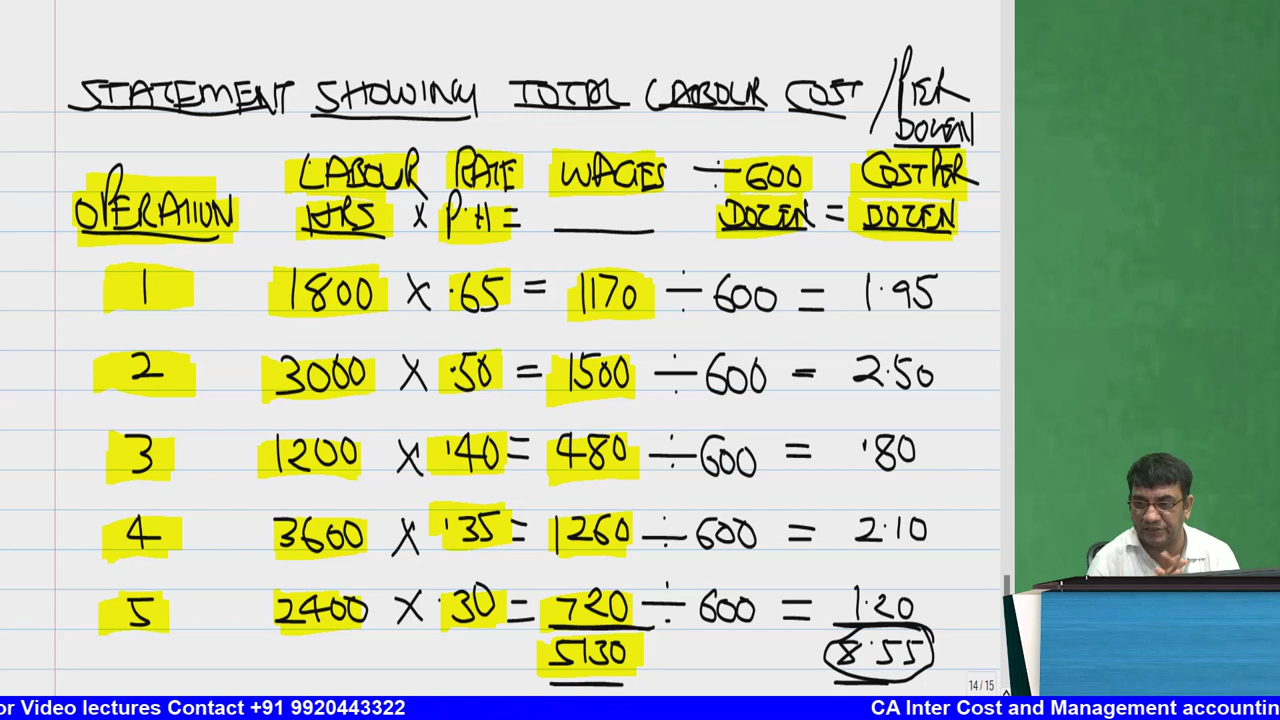 STATEMENT SHOWING TOTAL LABOUR COST / PER DOZEN
OPERATION LABOUR HRS × RATE P.H = WAGES ÷ 600 DOZEN = COST PER DOZEN
1 1800 × .65 = 1170 ÷ 600 = 1.95
2 3000 × .50 = 1500 ÷ 600 = 2.50
3 1200 × .40 = 480 ÷ 600 = .80
4 3600 × .35 = 1260 ÷ 600 = 2.10
5 2400 × .30 = 720 ÷ 600 = 1.20
5130 8.55
14 / 15
or Video lectures Contact +91 9920443322 CA Inter Cost and Management accountin